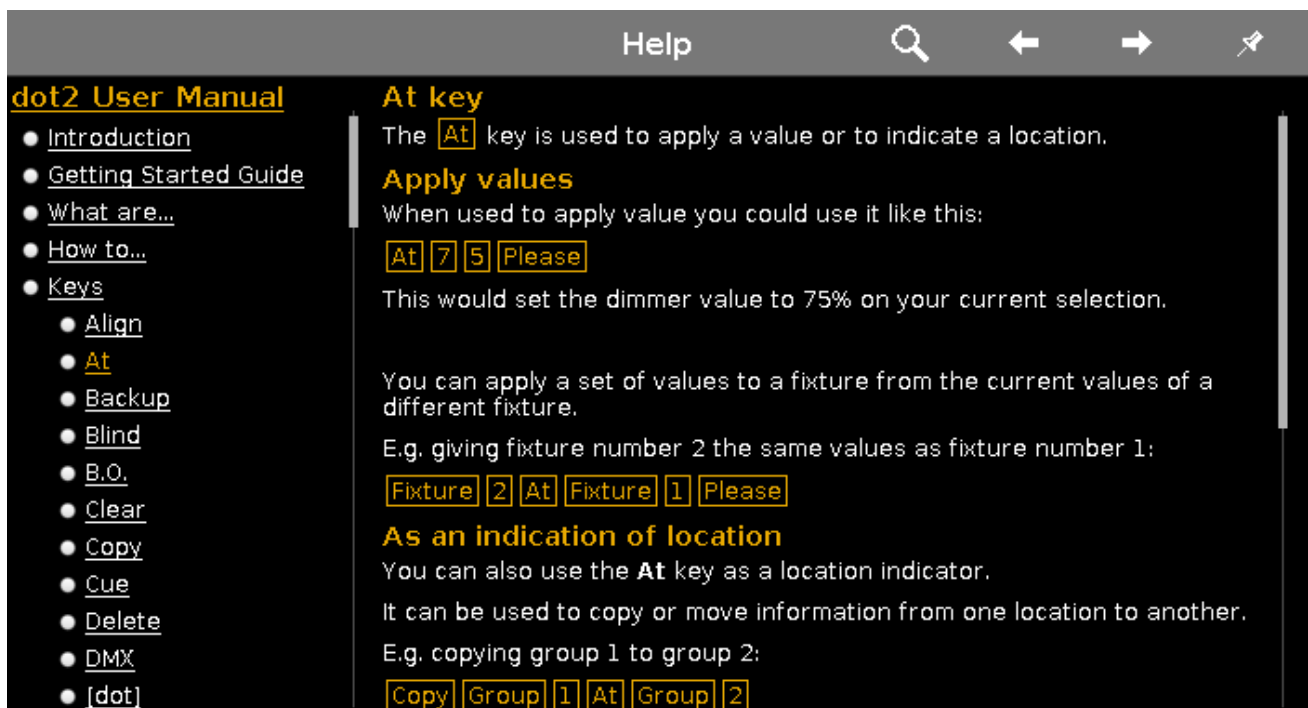 Help
dot2 User Manual
Introduction
Getting Started Guide
What are...
How to...
Keys
Align
At
Backup
Blind
B.O.
Clear
Copy
Cue
Delete
DMX
[dot]
At key
The At key is used to apply a value or to indicate a location.
Apply values
When used to apply value you could use it like this:
At 7 5 Please
This would set the dimmer value to 75% on your current selection.
You can apply a set of values to a fixture from the current values of a
different fixture.
E.g. giving fixture number 2 the same values as fixture number 1:
Fixture 2 At Fixture 1 Please
As an indication of location
You can also use the At key as a location indicator.
It can be used to copy or move information from one location to another.
E.g. copying group 1 to group 2:
Copy Group 1 At Group 2